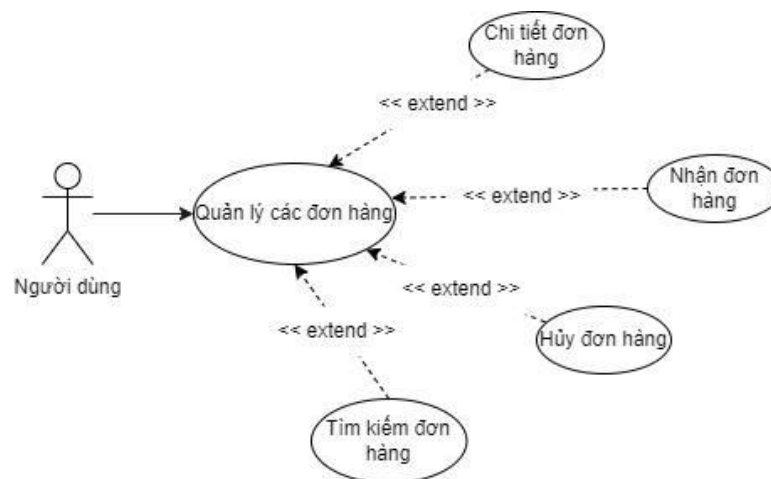 Chi tiết đơn
hàng
<< extend >>
Nhận đơn
hàng
<< extend >>
Quản lý các đơn hàng
Người dùng
<< extend >>
<< extend >>
Hủy đơn hàng
Tìm kiếm đơn
hàng